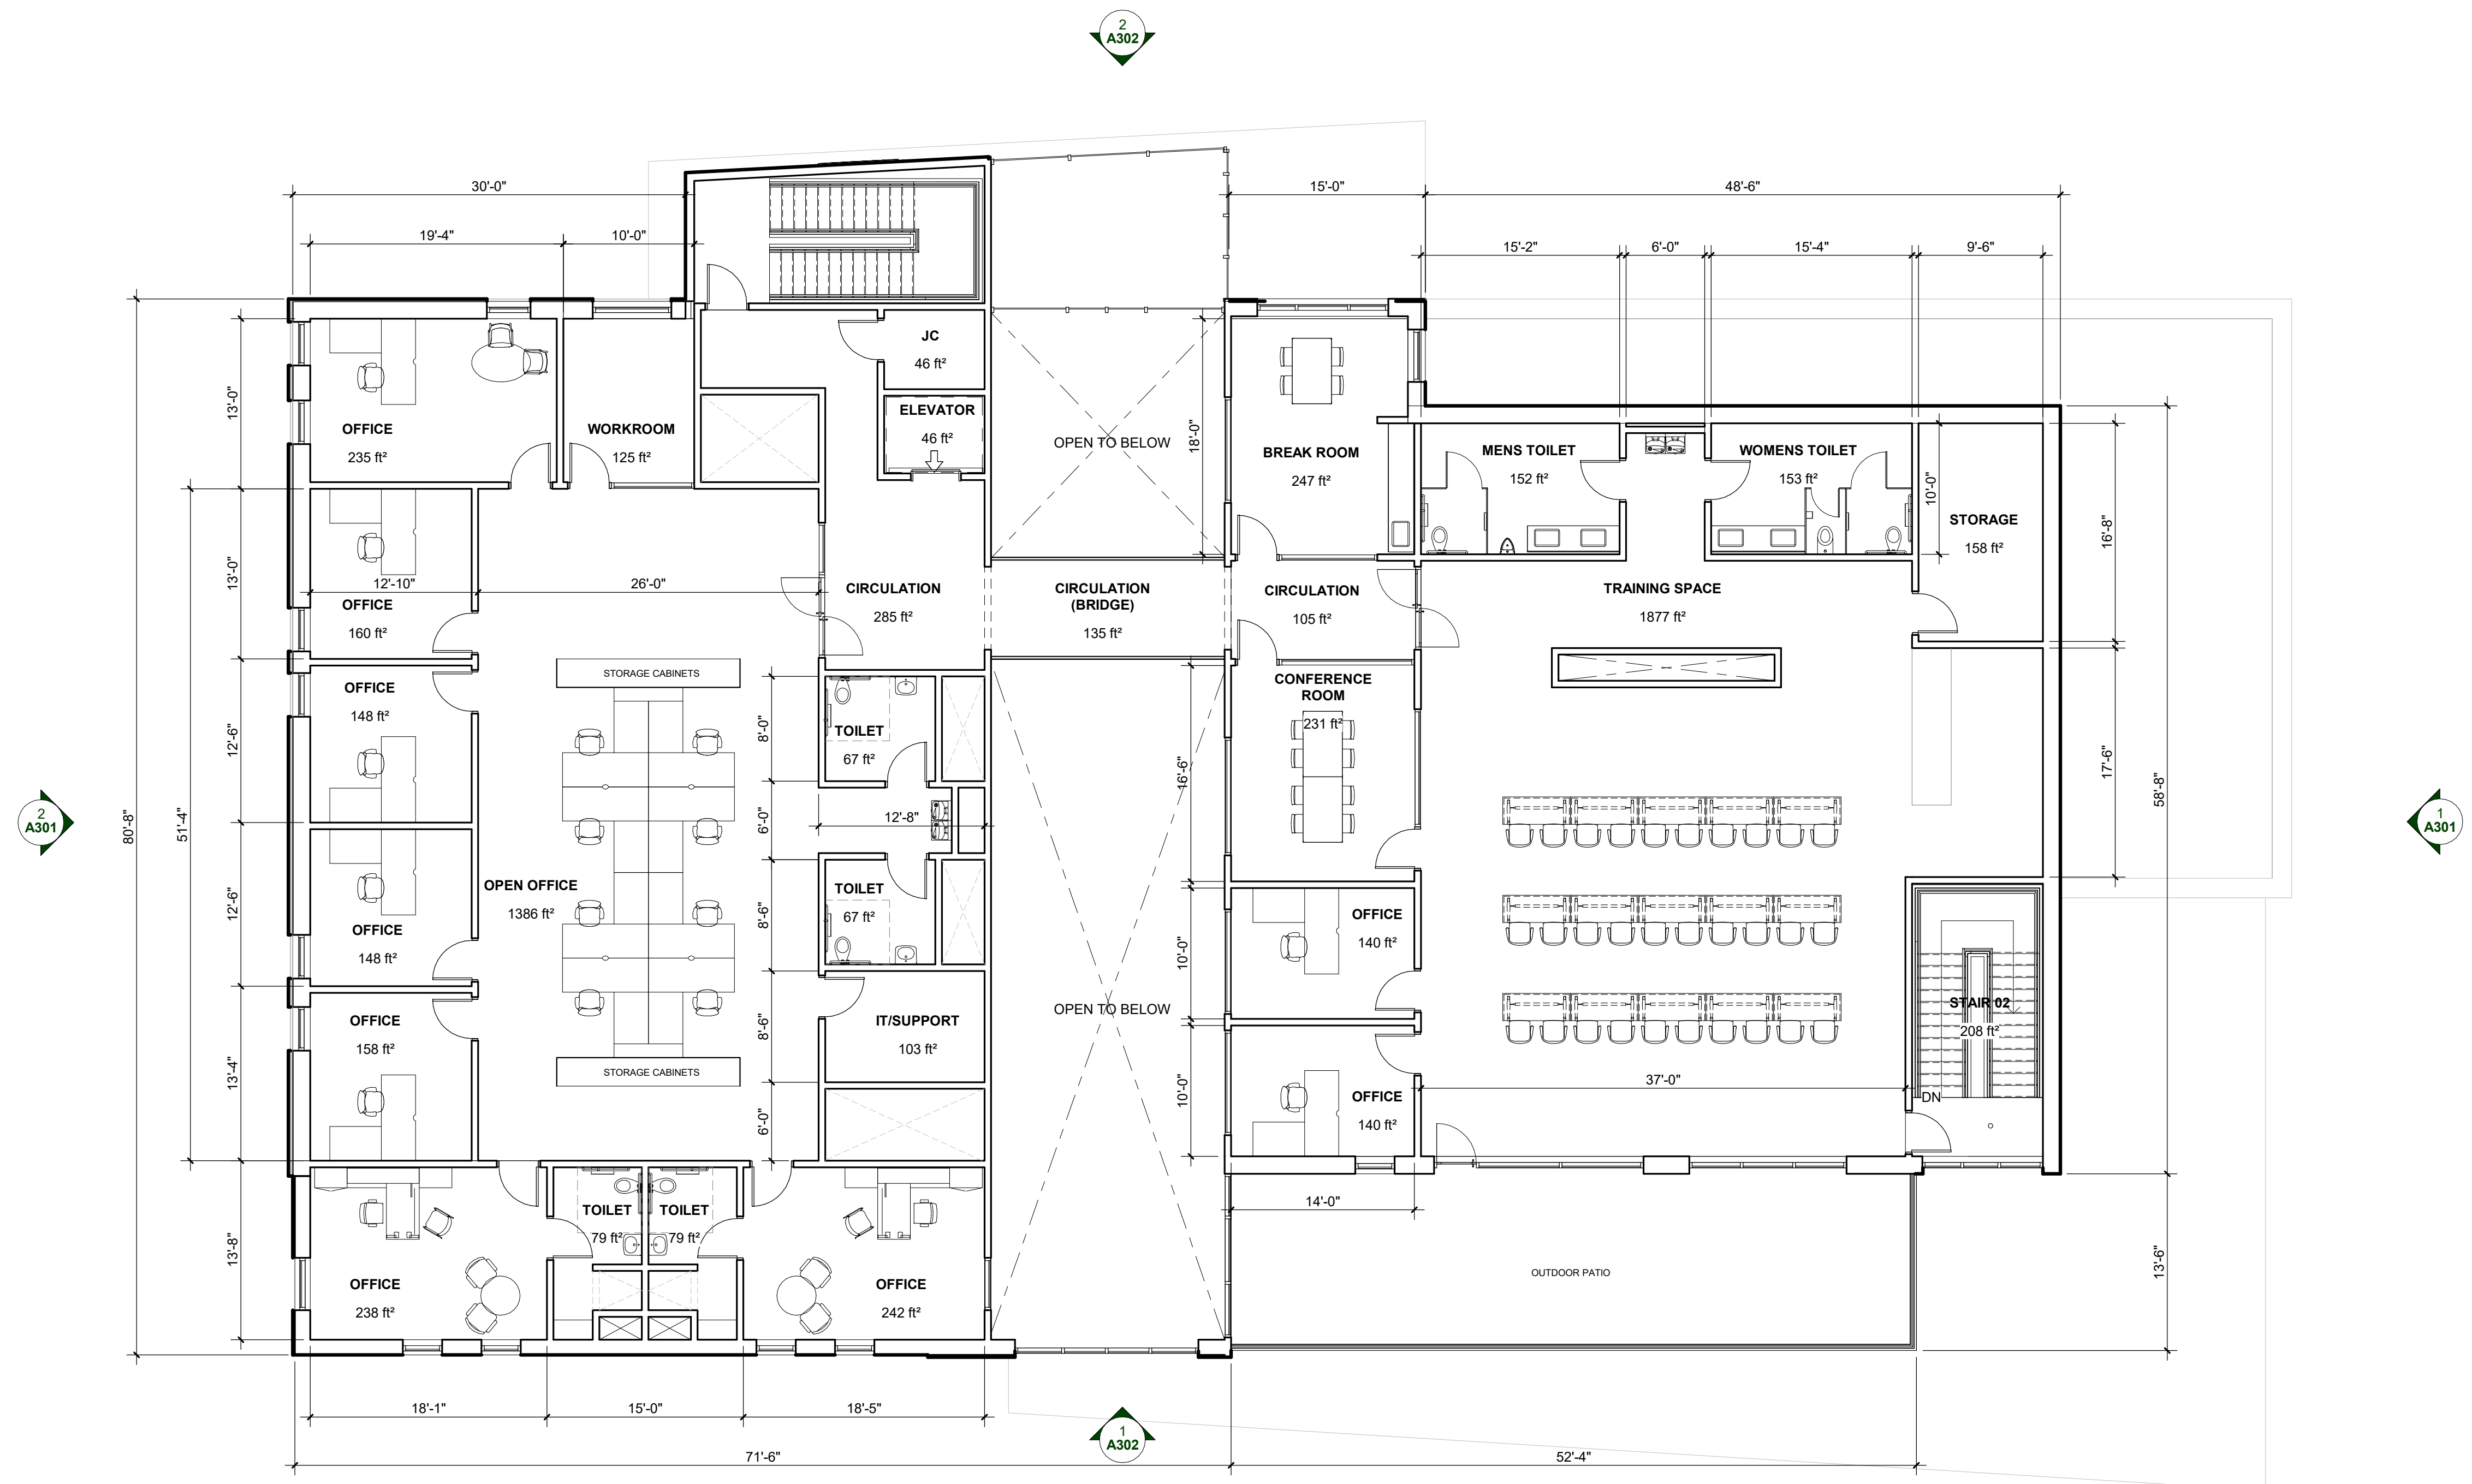 2
A302
30'-0"
15'-0"
48'-6"
19'-4"
10'-0"
15'-2"
6'-0"
15'-4"
9'-6"
JC
46 ft²
ELEVATOR
46 ft²
13'-0"
OFFICE
235 ft²
WORKROOM
125 ft²
OPEN TO BELOW
18'-0"
BREAK ROOM
247 ft²
MENS TOILET
152 ft²
WOMENS TOILET
153 ft²
10'-0"
STORAGE
158 ft²
16'-8"
13'-0"
12'-10"
26'-0"
OFFICE
160 ft²
CIRCULATION
285 ft²
CIRCULATION
(BRIDGE)
135 ft²
CIRCULATION
105 ft²
TRAINING SPACE
1877 ft²
OFFICE
148 ft²
12'-6"
STORAGE CABINETS
8'-0"
TOILET
67 ft²
CONFERENCE
ROOM
231 ft²
16'-6"
17'-6"
58'-8"
2
A301
80'-8"
51'-4"
6'-0"
12'-8"
1
A301
12'-6"
OFFICE
148 ft²
OPEN OFFICE
1386 ft²
8'-6"
TOILET
67 ft²
10'-0"
OFFICE
140 ft²
OFFICE
158 ft²
13'-4"
8'-6"
IT/SUPPORT
103 ft²
OPEN TO BELOW
STAIR 02
208 ft²
STORAGE CABINETS
6'-0"
10'-0"
OFFICE
140 ft²
37'-0"
DN
13'-8"
OFFICE
238 ft²
TOILET
79 ft²
TOILET
79 ft²
OFFICE
242 ft²
14'-0"
OUTDOOR PATIO
13'-6"
18'-1"
15'-0"
18'-5"
1
A302
71'-6"
52'-4"